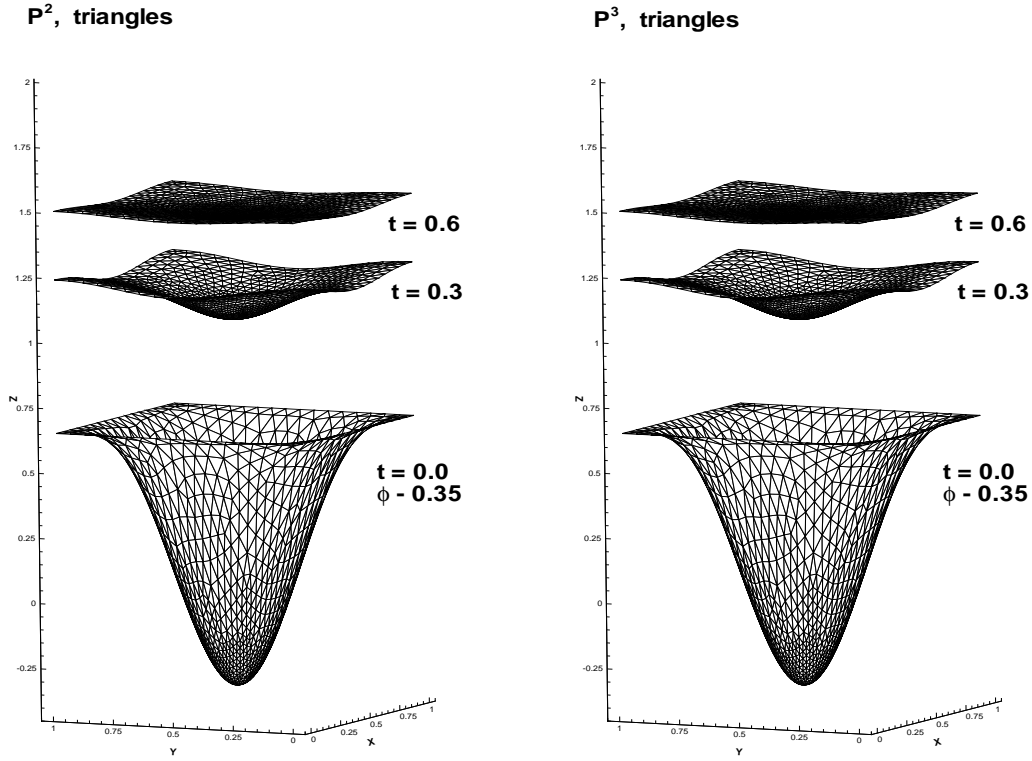 P², triangles
2
1.75
1.5
1.25
1
0.75
0.5
0.25
0
-0.25
Z
t = 0.6
t = 0.3
t = 0.0
ϕ - 0.35
1
0.75
0.5
0.25
0
Y
0
0.25
0.5
0.75
1
X
P³, triangles
2
1.75
1.5
1.25
1
0.75
0.5
0.25
0
-0.25
Z
t = 0.6
t = 0.3
t = 0.0
ϕ - 0.35
1
0.75
0.5
0.25
0
Y
0
0.25
0.5
0.75
1
X